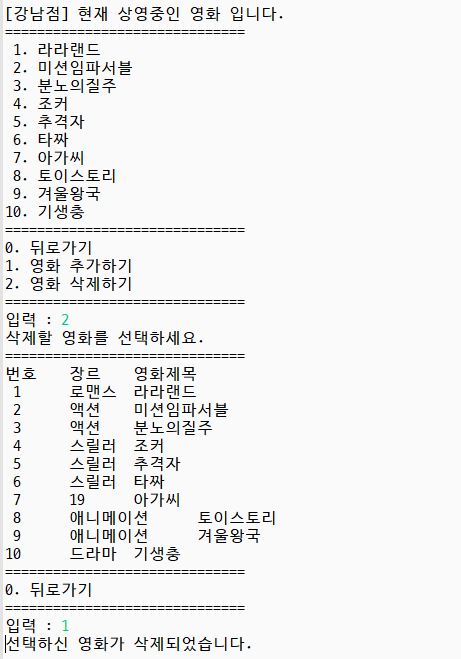 [강남점] 현재 상영중인 영화 입니다.
==============================
1. 라라랜드
2. 미션임파서블
3. 분노의질주
4. 조커
5. 추격자
6. 타짜
7. 아가씨
8. 토이스토리
9. 겨울왕국
10. 기생충
==============================
0. 뒤로가기
1. 영화 추가하기
2. 영화 삭제하기
==============================
입력 : 2
삭제할 영화를 선택하세요.
==============================
번호 장르 영화제목
1 로맨스 라라랜드
2 액션 미션임파서블
3 액션 분노의질주
4 스릴러 조커
5 스릴러 추격자
6 스릴러 타짜
7 19 아가씨
8 애니메이션 토이스토리
9 애니메이션 겨울왕국
10 드라마 기생충
==============================
0. 뒤로가기
==============================
입력 : 1
선택하신 영화가 삭제되었습니다.